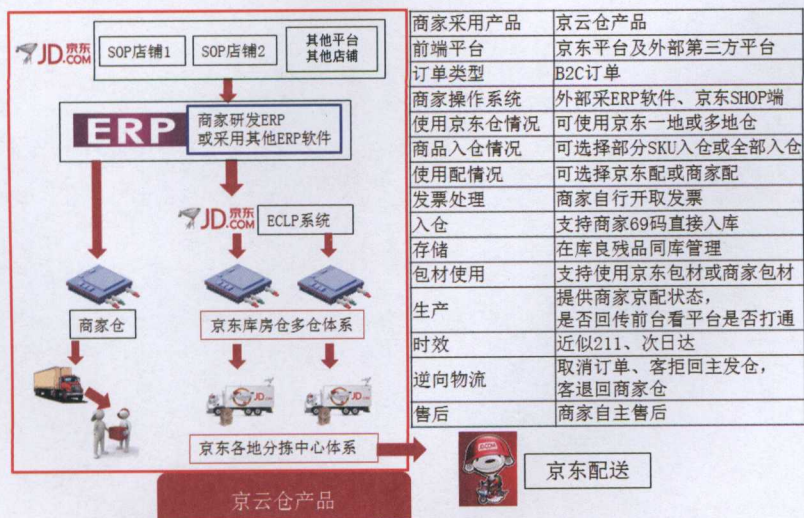 JD.京东.COM
SOP店铺1
SOP店铺2
其他平台
其他店铺
ERP
商家研发ERP
或采用其他ERP软件
JD.京东.COM
ECLP系统
商家仓
京东库房仓多仓体系
JD
JD
京东各地分拣中心体系
京东配送
京云仓产品
商家采用产品 京云仓产品
前端平台 京东平台及外部第三方平台
订单类型 B2C订单
商家操作系统 外部采ERP软件、京东SHOP端
使用京东仓情况 可使用京东一地或多地仓
商品入仓情况 可选择部分SKU入仓或全部入仓
使用配情况 可选择京东配或商家配
发票处理 商家自行开取发票
入仓 支持商家69码直接入库
存储 在库良残品同库管理
包材使用 支持使用京东包材或商家包材
生产 提供商家京配状态，
是否回传前台看平台是否打通
时效 近似211、次日达
逆向物流 取消订单、客拒回主发仓，
客退回商家仓
售后 商家自主售后